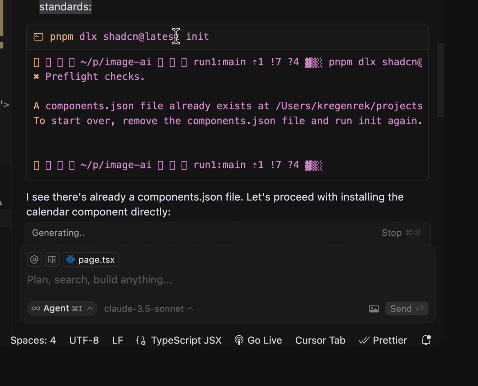 standards:
pnpm dlx shadcn@latest init
~/p/image-ai run1:main ⇡1 !7 ?4 pnpm dlx shadcn@
✖ Preflight checks.
A components.json file already exists at /Users/kregenrek/projects
To start over, remove the components.json file and run init again.
~/p/image-ai run1:main ⇡1 !7 ?4
I see there's already a components.json file. Let's proceed with installing the
calendar component directly:
Generating.. Stop ⌘⌫
@ page.tsx
Plan, search, build anything...
∞ Agent ⌘I claude-3.5-sonnet Send ⏎
Spaces: 4 UTF-8 LF {} TypeScript JSX Go Live Cursor Tab Prettier